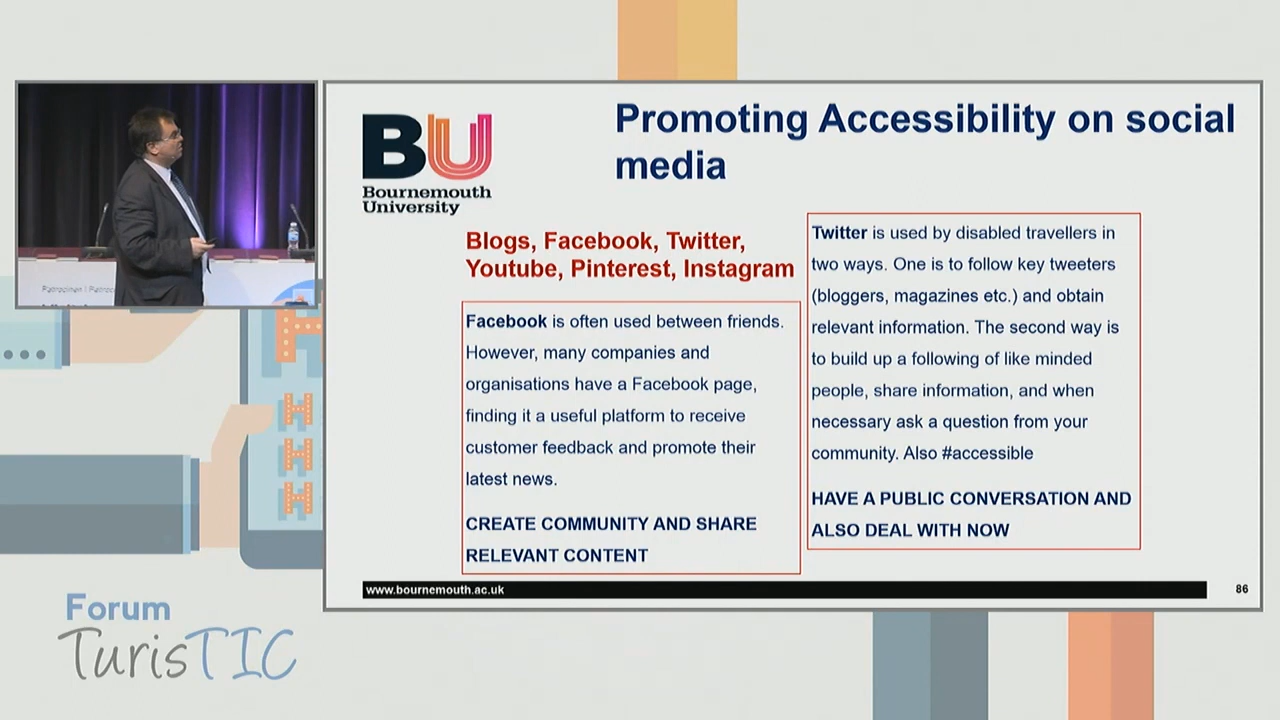 Promoting Accessibility on social
media
BU
Bournemouth
University
Blogs, Facebook, Twitter,
Youtube, Pinterest, Instagram
Facebook is often used between friends.
However, many companies and
organisations have a Facebook page,
finding it a useful platform to receive
customer feedback and promote their
latest news.
CREATE COMMUNITY AND SHARE
RELEVANT CONTENT
Twitter is used by disabled travellers in
two ways. One is to follow key tweeters
(bloggers, magazines etc.) and obtain
relevant information. The second way is
to build up a following of like minded
people, share information, and when
necessary ask a question from your
community. Also #accessible
HAVE A PUBLIC CONVERSATION AND
ALSO DEAL WITH NOW
www.bournemouth.ac.uk
86
H
H
H
H
Forum
TurisTIC